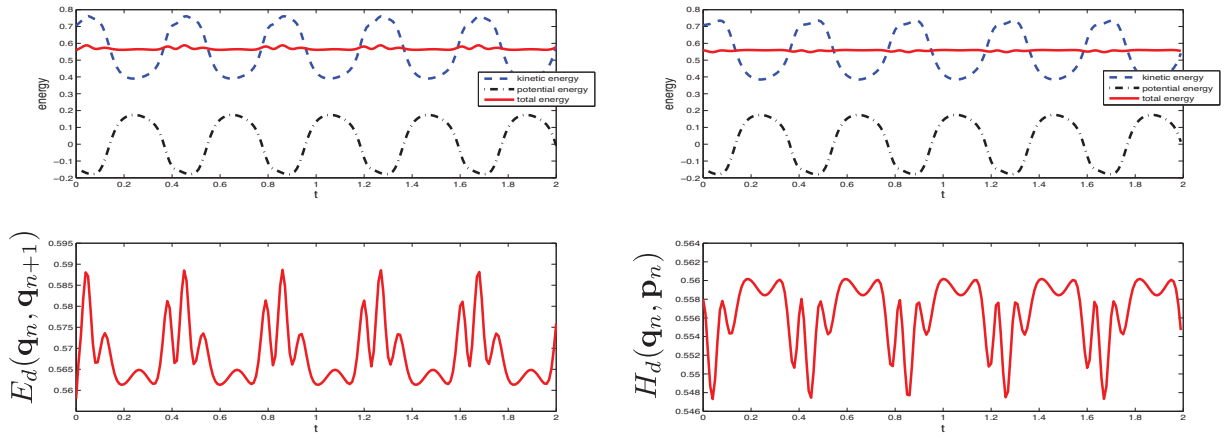 0.8
0.7
0.6
0.5
0.4
0.3
0.2
0.1
0
−0.1
−0.2
energy
kinetic energy
potential energy
total energy
0 0.2 0.4 0.6 0.8 1 1.2 1.4 1.6 1.8 2
t
0.8
0.7
0.6
0.5
0.4
0.3
0.2
0.1
0
−0.1
−0.2
energy
kinetic energy
potential energy
total energy
0 0.2 0.4 0.6 0.8 1 1.2 1.4 1.6 1.8 2
t
E_d(q_n, q_{n+1})
0.595
0.59
0.585
0.58
0.575
0.57
0.565
0.56
0 0.2 0.4 0.6 0.8 1 1.2 1.4 1.6 1.8 2
t
H_d(q_n, p_n)
0.564
0.562
0.56
0.558
0.556
0.554
0.552
0.55
0.548
0.546
0 0.2 0.4 0.6 0.8 1 1.2 1.4 1.6 1.8 2
t